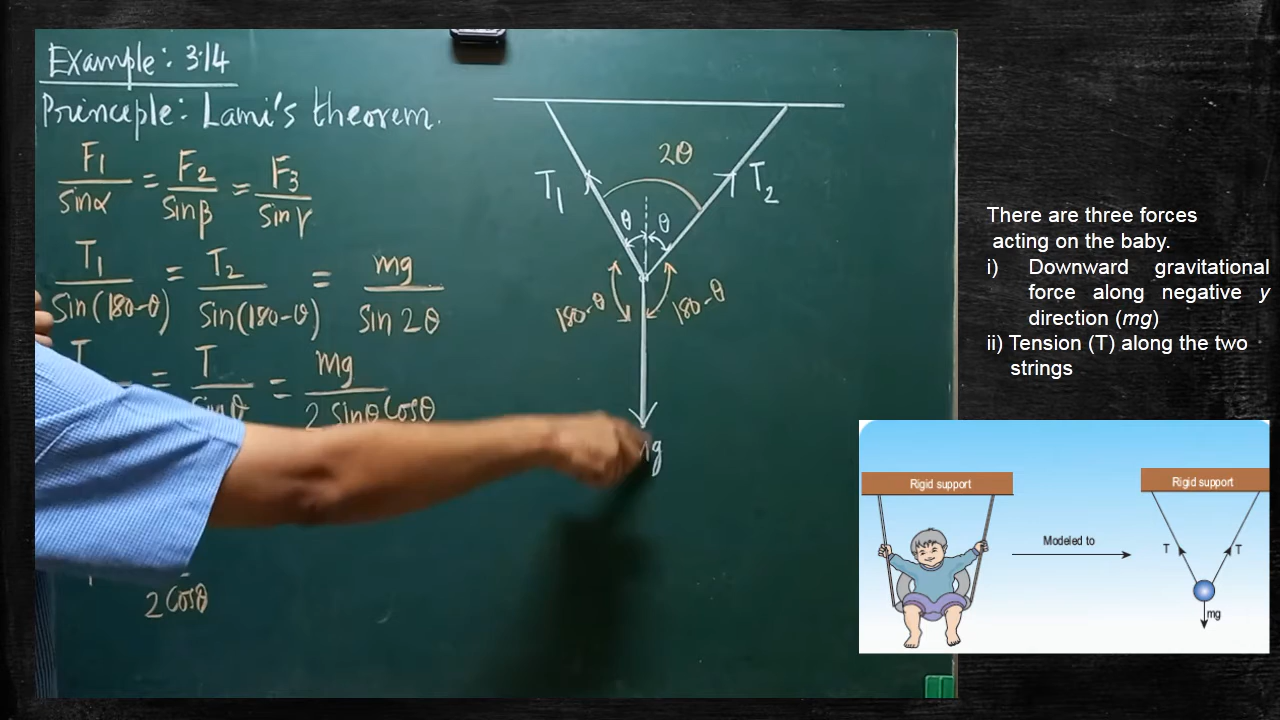 Example: 3.14
Principle: Lami's theorem.
F₁/sinα = F₂/sinβ = F₃/sinγ
T₁/Sin(180-θ) = T₂/Sin(180-θ) = mg/sin 2θ
T = T/sinθ = mg/2 sinθ cosθ
2 cosθ
2θ
T₁
T₂
θ θ
180-θ
180-θ
mg
There are three forces
acting on the baby.
i) Downward gravitational
force along negative y
direction (mg)
ii) Tension (T) along the two
strings
Rigid support
Rigid support
Modeled to
T
T
mg